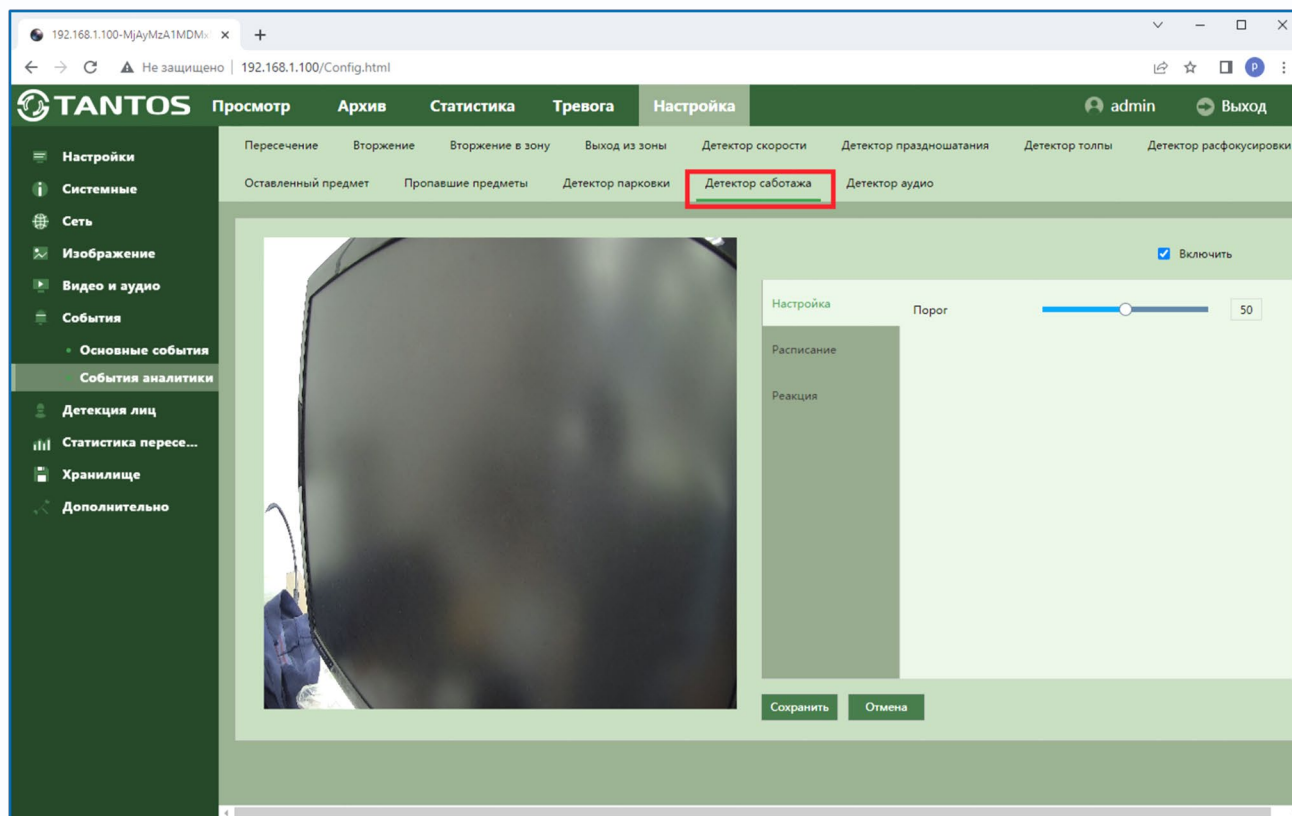 192.168.1.100-MjAyMzA1MDMx
Не защищено | 192.168.1.100/Config.html
P
TANTOS Просмотр Архив Статистика Тревога Настройка admin Выход
Настройки
Системные
Сеть
Изображение
Видео и аудио
События
Основные события
События аналитики
Детекция лиц
Статистика пересе...
Хранилище
Дополнительно
Пересечение Вторжение Вторжение в зону Выход из зоны Детектор скорости Детектор праздношатания Детектор толпы Детектор расфокусировки
Оставленный предмет Пропавшие предметы Детектор парковки Детектор саботажа Детектор аудио
Включить
Настройка
Расписание
Реакция
Порог 50
Сохранить Отмена